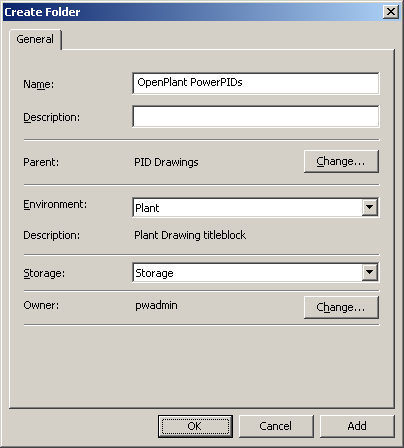 Create Folder
General
Name: OpenPlant PowerPIDs
Description:
Parent: PID Drawings Change...
Environment: Plant
Description: Plant Drawing titleblock
Storage: Storage
Owner: pwadmin Change...
OK Cancel Add